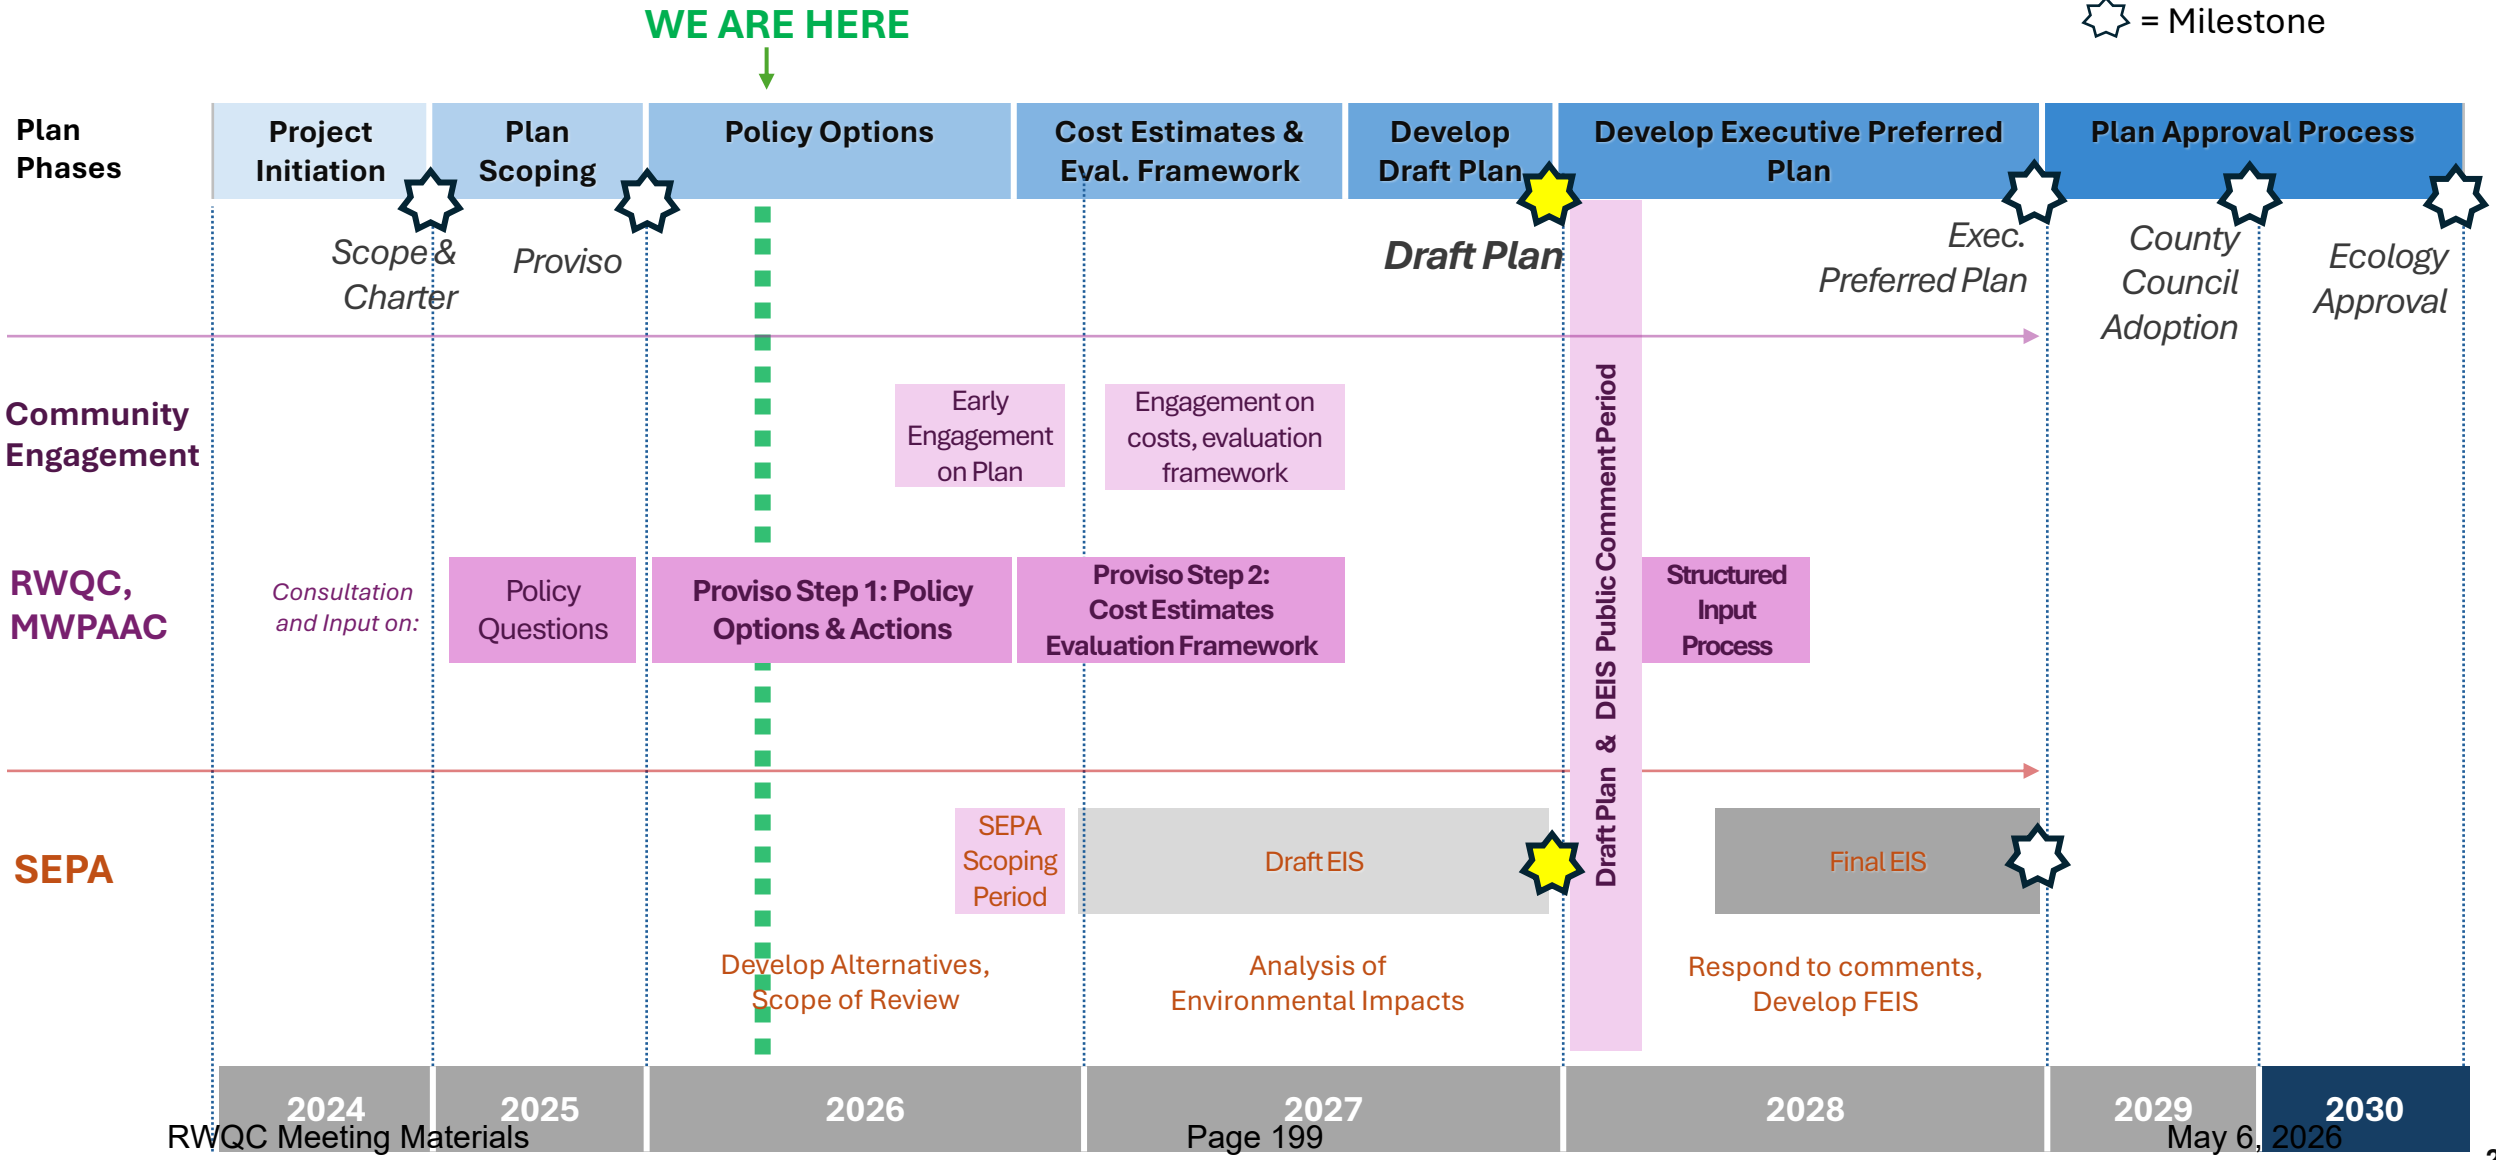 WE ARE HERE
= Milestone
Plan
Phases
Project
Initiation
Plan
Scoping
Policy Options
Cost Estimates &
Eval. Framework
Develop
Draft Plan
Develop Executive Preferred
Plan
Plan Approval Process
Scope &
Charter
Proviso
Draft Plan
Exec.
Preferred Plan
County
Council
Adoption
Ecology
Approval
Community
Engagement
Early
Engagement
on Plan
Engagement on
costs, evaluation
framework
Draft Plan & DEIS Public Comment Period
RWQC,
MWPAAC
Consultation
and Input on:
Policy
Questions
Proviso Step 1: Policy
Options & Actions
Proviso Step 2:
Cost Estimates
Evaluation Framework
Structured
Input
Process
SEPA
SEPA
Scoping
Period
Draft EIS
Final EIS
Develop Alternatives,
Scope of Review
Analysis of
Environmental Impacts
Respond to comments,
Develop FEIS
2024
2025
2026
2027
2028
2029
2030
RWQC Meeting Materials
Page 199
May 6, 2026